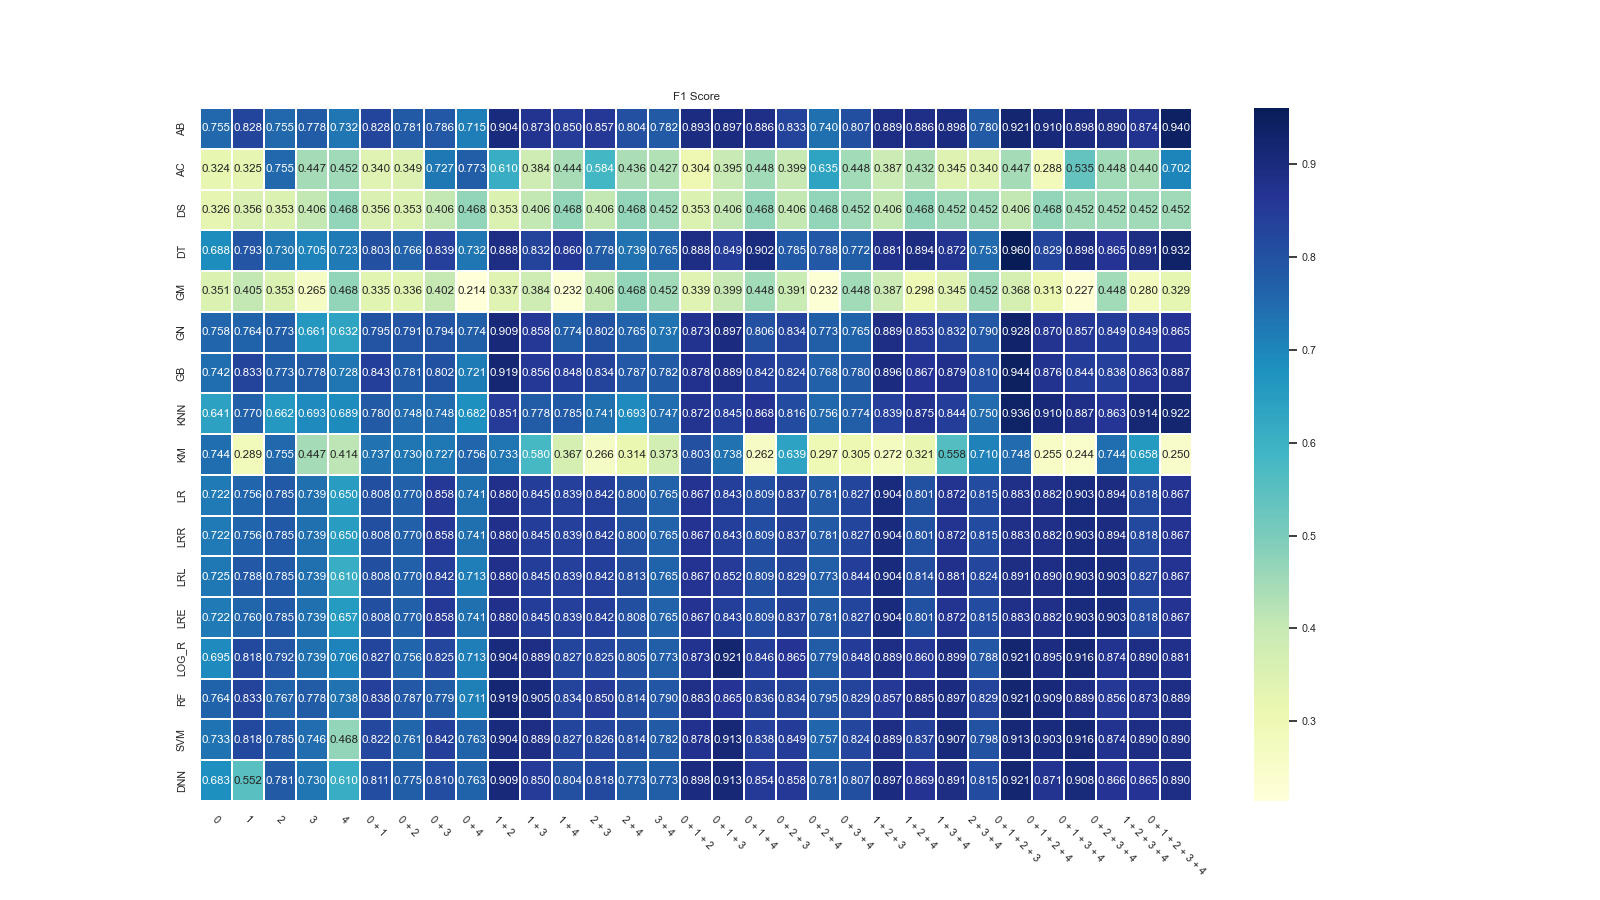 F1 Score
AB 0.755 0.828 0.755 0.778 0.732 0.828 0.781 0.786 0.715 0.904 0.873 0.850 0.857 0.804 0.782 0.893 0.897 0.886 0.833 0.740 0.807 0.889 0.886 0.898 0.780 0.921 0.910 0.898 0.890 0.874 0.940
AC 0.324 0.325 0.755 0.447 0.452 0.340 0.349 0.727 0.773 0.610 0.384 0.444 0.584 0.436 0.427 0.304 0.395 0.448 0.399 0.635 0.448 0.387 0.432 0.345 0.340 0.447 0.288 0.535 0.448 0.440 0.702
DS 0.326 0.356 0.353 0.406 0.468 0.356 0.353 0.406 0.468 0.353 0.406 0.468 0.406 0.468 0.452 0.353 0.406 0.468 0.406 0.468 0.452 0.406 0.468 0.452 0.452 0.406 0.468 0.452 0.452 0.452 0.452
DT 0.688 0.793 0.730 0.705 0.723 0.803 0.766 0.839 0.732 0.888 0.832 0.860 0.778 0.739 0.765 0.888 0.849 0.902 0.785 0.788 0.772 0.881 0.894 0.872 0.753 0.960 0.829 0.898 0.865 0.891 0.932
GM 0.351 0.405 0.353 0.265 0.468 0.335 0.336 0.402 0.214 0.337 0.384 0.232 0.406 0.468 0.452 0.339 0.399 0.448 0.391 0.232 0.448 0.387 0.298 0.345 0.452 0.368 0.313 0.227 0.448 0.280 0.329
GN 0.758 0.764 0.773 0.661 0.632 0.795 0.791 0.794 0.774 0.909 0.858 0.774 0.802 0.765 0.737 0.873 0.897 0.806 0.834 0.773 0.765 0.889 0.853 0.832 0.790 0.928 0.870 0.857 0.849 0.849 0.865
GB 0.742 0.833 0.773 0.778 0.728 0.843 0.781 0.802 0.721 0.919 0.856 0.848 0.834 0.787 0.782 0.878 0.889 0.842 0.824 0.768 0.780 0.896 0.867 0.879 0.810 0.944 0.876 0.844 0.838 0.863 0.887
KNN 0.641 0.770 0.662 0.693 0.689 0.780 0.748 0.748 0.682 0.851 0.778 0.785 0.741 0.693 0.747 0.872 0.845 0.868 0.816 0.756 0.774 0.839 0.875 0.844 0.750 0.936 0.910 0.887 0.863 0.914 0.922
KM 0.744 0.289 0.755 0.447 0.414 0.737 0.730 0.727 0.756 0.733 0.580 0.367 0.266 0.314 0.373 0.803 0.738 0.262 0.639 0.297 0.305 0.272 0.321 0.558 0.710 0.748 0.255 0.244 0.744 0.658 0.250
LR 0.722 0.756 0.785 0.739 0.650 0.808 0.770 0.858 0.741 0.880 0.845 0.839 0.842 0.800 0.765 0.867 0.843 0.809 0.837 0.781 0.827 0.904 0.801 0.872 0.815 0.883 0.882 0.903 0.894 0.818 0.867
LRR 0.722 0.756 0.785 0.739 0.650 0.808 0.770 0.858 0.741 0.880 0.845 0.839 0.842 0.800 0.765 0.867 0.843 0.809 0.837 0.781 0.827 0.904 0.801 0.872 0.815 0.883 0.882 0.903 0.894 0.818 0.867
LRL 0.725 0.788 0.785 0.739 0.610 0.808 0.770 0.842 0.713 0.880 0.845 0.839 0.842 0.813 0.765 0.867 0.852 0.809 0.829 0.773 0.844 0.904 0.814 0.881 0.824 0.891 0.890 0.903 0.903 0.827 0.867
LRE 0.722 0.760 0.785 0.739 0.657 0.808 0.770 0.858 0.741 0.880 0.845 0.839 0.842 0.808 0.765 0.867 0.843 0.809 0.837 0.781 0.827 0.904 0.801 0.872 0.815 0.883 0.882 0.903 0.903 0.818 0.867
LOG_R 0.695 0.818 0.792 0.739 0.706 0.827 0.756 0.825 0.713 0.904 0.889 0.827 0.825 0.805 0.773 0.873 0.921 0.846 0.865 0.779 0.848 0.889 0.860 0.899 0.788 0.921 0.895 0.916 0.874 0.890 0.881
RF 0.764 0.833 0.767 0.778 0.738 0.838 0.787 0.779 0.711 0.919 0.905 0.834 0.850 0.814 0.790 0.883 0.865 0.836 0.834 0.795 0.829 0.857 0.885 0.897 0.829 0.921 0.909 0.889 0.856 0.873 0.889
SVM 0.733 0.818 0.785 0.746 0.468 0.822 0.761 0.842 0.763 0.904 0.889 0.827 0.826 0.814 0.782 0.878 0.913 0.838 0.849 0.757 0.824 0.889 0.837 0.907 0.798 0.913 0.903 0.916 0.874 0.890 0.890
DNN 0.683 0.552 0.781 0.730 0.610 0.811 0.775 0.810 0.763 0.909 0.850 0.804 0.818 0.773 0.773 0.898 0.913 0.854 0.858 0.781 0.807 0.897 0.869 0.891 0.815 0.921 0.871 0.908 0.866 0.865 0.890
0
1
2
3
4
0 + 1
0 + 2
0 + 3
0 + 4
1 + 2
1 + 3
1 + 4
2 + 3
2 + 4
3 + 4
0 + 1 + 2
0 + 1 + 3
0 + 1 + 4
0 + 2 + 3
0 + 2 + 4
0 + 3 + 4
1 + 2 + 3
1 + 2 + 4
1 + 3 + 4
2 + 3 + 4
0 + 1 + 2 + 3
0 + 1 + 2 + 4
0 + 1 + 3 + 4
0 + 2 + 3 + 4
1 + 2 + 3 + 4
0 + 1 + 2 + 3 + 4
0.9
0.8
0.7
0.6
0.5
0.4
0.3